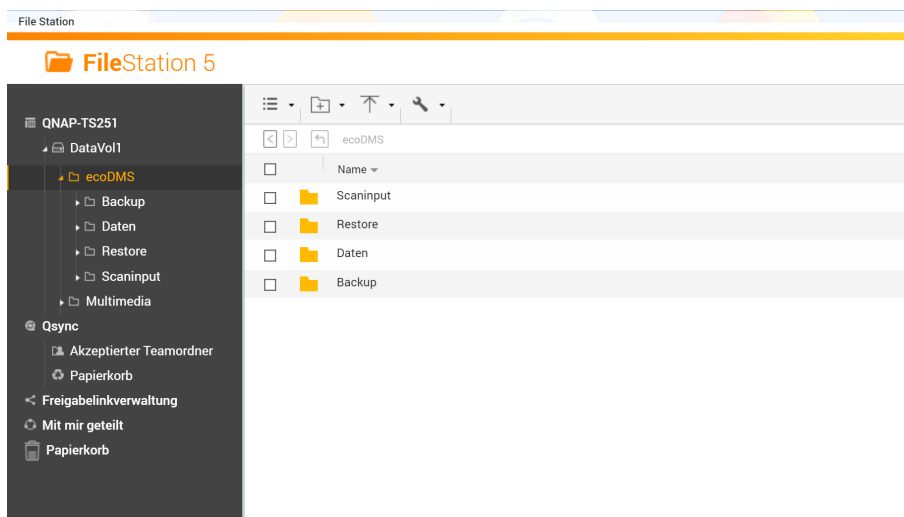 File Station
FileStation 5
QNAP-TS251
DataVol1
ecoDMS
Backup
Daten
Restore
Scaninput
Multimedia
Qsync
Akzeptierter Teamordner
Papierkorb
Freigabelinkverwaltung
Mit mir geteilt
Papierkorb
ecoDMS
Name
Scaninput
Restore
Daten
Backup